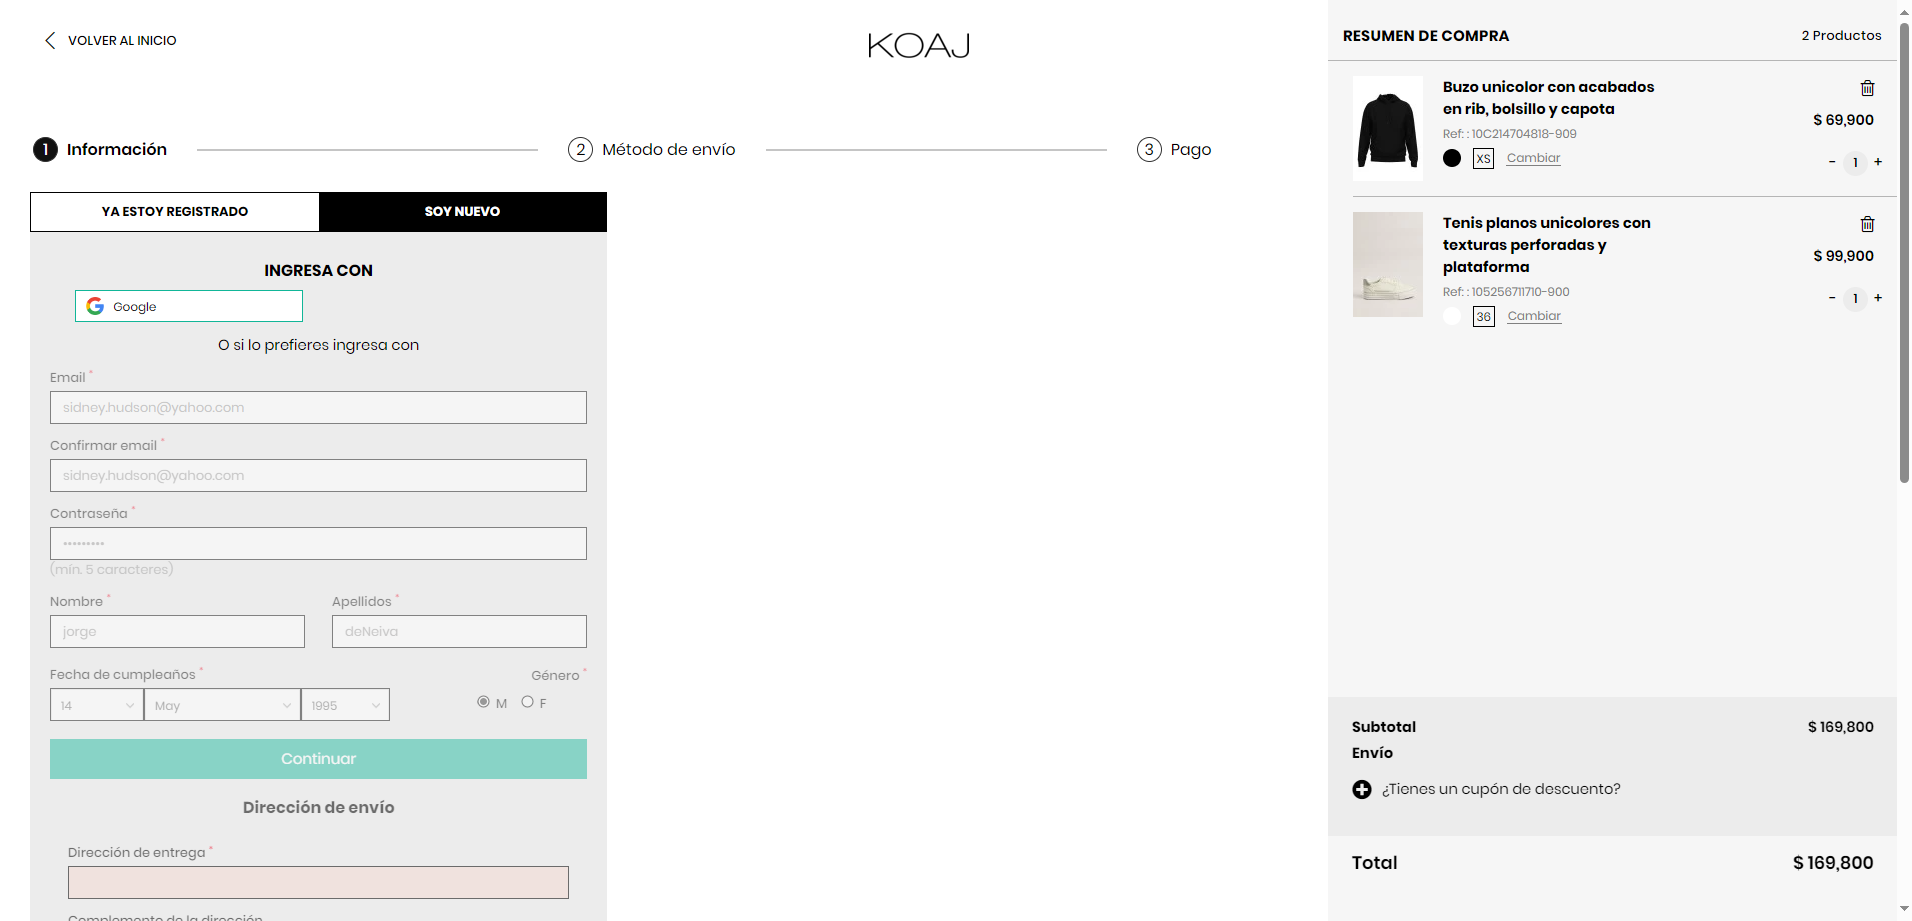 VOLVER AL INICIO
KOAJ
1 Información
2 Método de envío
3 Pago
YA ESTOY REGISTRADO
SOY NUEVO
INGRESA CON
Google
O si lo prefieres ingresa con
Email *
sidney.hudson@yahoo.com
Confirmar email *
sidney.hudson@yahoo.com
Contraseña *
•••••••••
(mín. 5 caracteres)
Nombre *
Apellidos *
jorge
deNeiva
Fecha de cumpleaños *
Género *
14
May
1995
M
F
Continuar
Dirección de envío
Dirección de entrega *
Complemento de la dirección
RESUMEN DE COMPRA
2 Productos
Buzo unicolor con acabados
en rib, bolsillo y capota
$ 69,900
Ref: : 10C214704818-909
XS
Cambiar
- 1 +
Tenis planos unicolores con
texturas perforadas y
plataforma
$ 99,900
Ref: : 105256711710-900
36
Cambiar
- 1 +
Subtotal
$ 169,800
Envío
¿Tienes un cupón de descuento?
Total
$ 169,800